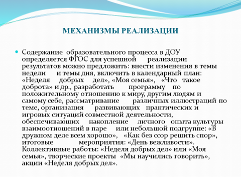 МЕХАНИЗМЫ РЕАЛИЗАЦИИ
Содержание образовательного процесса в ДОУ
определяется ФГОС для успешной реализации
результатов можно предложить: внести изменения в темы
недели и темы дня, включить в календарный план:
«Неделя добрых дел», «Моя семья», «Что такое
доброта» и др., разработать программу по
положительному отношению к миру, другим людям и
самому себе, рассматривание различных иллюстраций по
теме, организация развивающих практических и
игровых ситуаций совместной деятельности,
обеспечивающих накопление личного опыта культуры
взаимоотношений в паре или небольшой подгруппе: «В
дружном деле всем хорошо», «Как без ссор решить спор»,
итоговые мероприятия: «День вежливости».
Коллективные работы: «Неделя добрых дел» или «Моя
семья», творческие проекты «Мы научились говорить»,
акции «Неделя добрых дел».